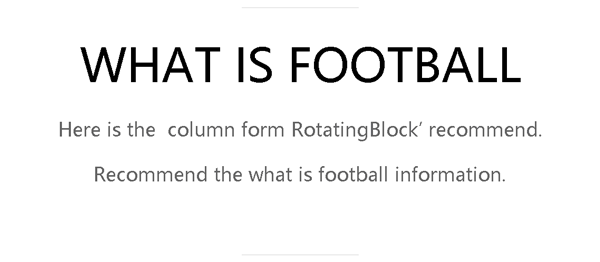 WHAT IS FOOTBALL
Here is the  column form RotatingBlock’ recommend.
Recommend the what is football information.